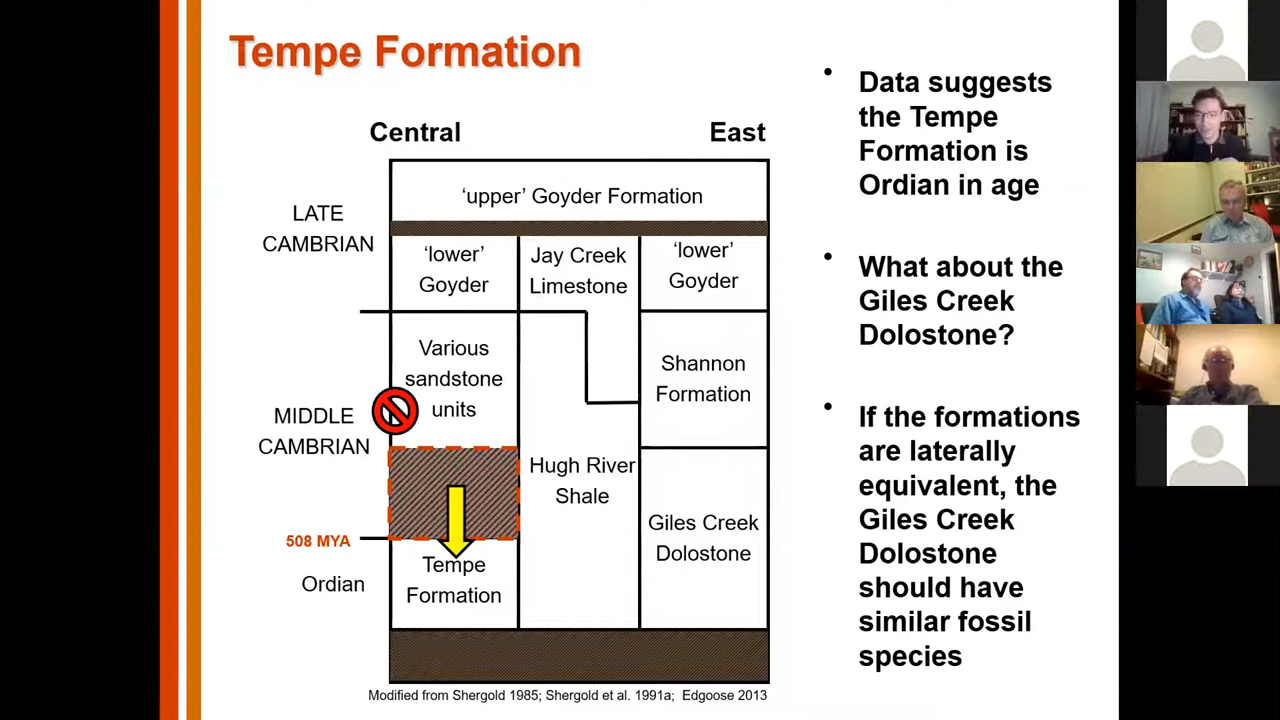 Tempe Formation
Central
East
‘upper’ Goyder Formation
LATE
CAMBRIAN
‘lower’
Goyder
Jay Creek
Limestone
‘lower’
Goyder
Various
sandstone
units
Shannon
Formation
MIDDLE
CAMBRIAN
Hugh River
Shale
Giles Creek
Dolostone
508 MYA
Ordian
Tempe
Formation
Modified from Shergold 1985; Shergold et al. 1991a; Edgoose 2013
• Data suggests
the Tempe
Formation is
Ordian in age
• What about the
Giles Creek
Dolostone?
• If the formations
are laterally
equivalent, the
Giles Creek
Dolostone
should have
similar fossil
species